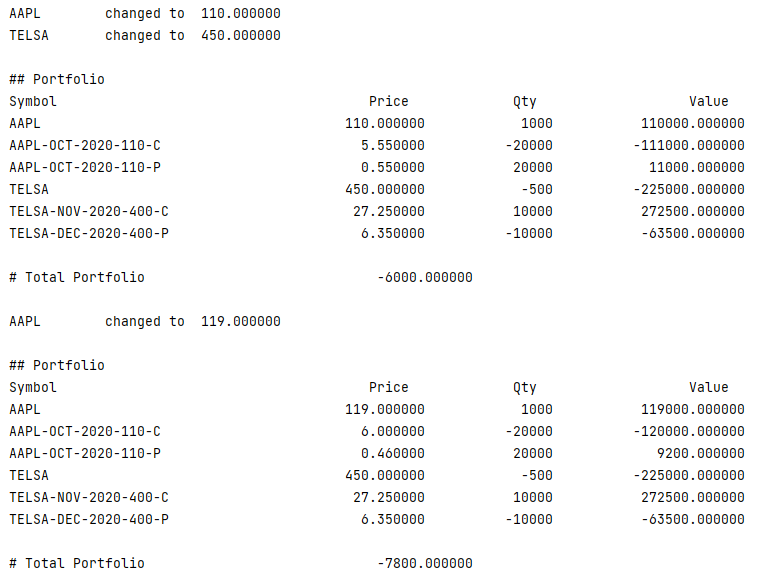 AAPL changed to 110.000000
TELSA changed to 450.000000
## Portfolio
Symbol Price Qty Value
AAPL 110.000000 1000 110000.000000
AAPL-OCT-2020-110-C 5.550000 -20000 -111000.000000
AAPL-OCT-2020-110-P 0.550000 20000 11000.000000
TELSA 450.000000 -500 -225000.000000
TELSA-NOV-2020-400-C 27.250000 10000 272500.000000
TELSA-DEC-2020-400-P 6.350000 -10000 -63500.000000
# Total Portfolio -6000.000000
AAPL changed to 119.000000
## Portfolio
Symbol Price Qty Value
AAPL 119.000000 1000 119000.000000
AAPL-OCT-2020-110-C 6.000000 -20000 -120000.000000
AAPL-OCT-2020-110-P 0.460000 20000 9200.000000
TELSA 450.000000 -500 -225000.000000
TELSA-NOV-2020-400-C 27.250000 10000 272500.000000
TELSA-DEC-2020-400-P 6.350000 -10000 -63500.000000
# Total Portfolio -7800.000000